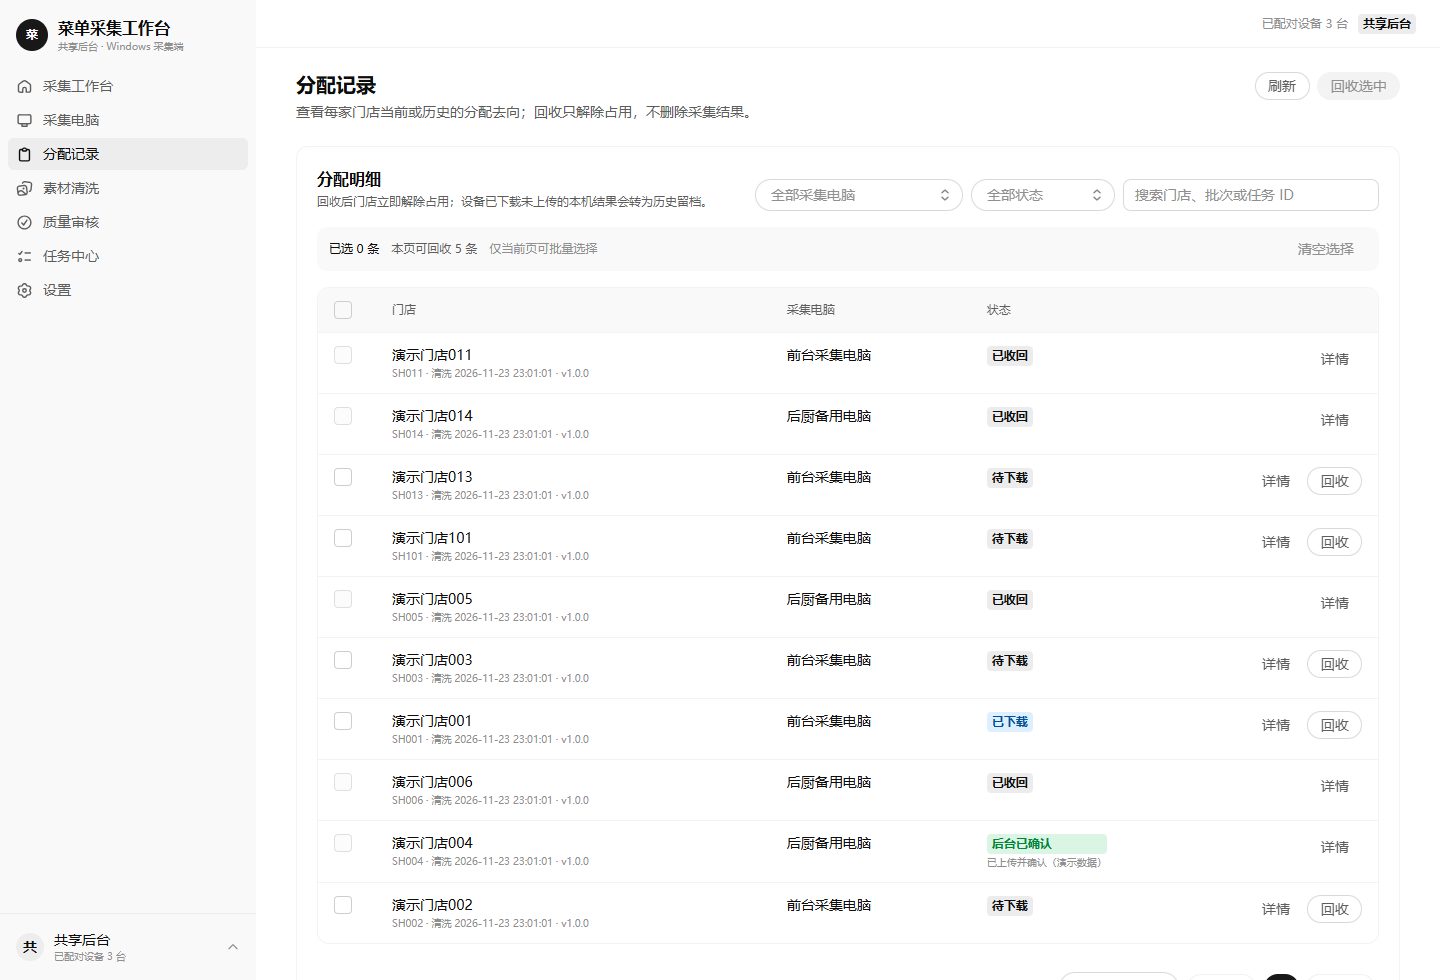 菜
菜单采集工作台
共享后台 · Windows 采集端
采集工作台
采集电脑
分配记录
素材清洗
质量审核
任务中心
设置
共
共享后台
已配对设备 3 台
已配对设备 3 台 共享后台
分配记录
查看每家门店当前或历史的分配去向；回收只解除占用，不删除采集结果。
刷新 回收选中
分配明细
回收后门店立即解除占用；设备已下载未上传的本机结果会转为历史留档。
全部采集电脑 全部状态 搜索门店、批次或任务 ID
已选 0 条 本页可回收 5 条 仅当前页可批量选择 清空选择
门店 采集电脑 状态
演示门店011 前台采集电脑 已收回 详情
SH011 · 清洗 2026-11-23 23:01:01 · v1.0.0
演示门店014 后厨备用电脑 已收回 详情
SH014 · 清洗 2026-11-23 23:01:01 · v1.0.0
演示门店013 前台采集电脑 待下载 详情 回收
SH013 · 清洗 2026-11-23 23:01:01 · v1.0.0
演示门店101 前台采集电脑 待下载 详情 回收
SH101 · 清洗 2026-11-23 23:01:01 · v1.0.0
演示门店005 后厨备用电脑 已收回 详情
SH005 · 清洗 2026-11-23 23:01:01 · v1.0.0
演示门店003 前台采集电脑 待下载 详情 回收
SH003 · 清洗 2026-11-23 23:01:01 · v1.0.0
演示门店001 前台采集电脑 已下载 详情 回收
SH001 · 清洗 2026-11-23 23:01:01 · v1.0.0
演示门店006 后厨备用电脑 已收回 详情
SH006 · 清洗 2026-11-23 23:01:01 · v1.0.0
演示门店004 后厨备用电脑 后台已确认 详情
SH004 · 清洗 2026-11-23 23:01:01 · v1.0.0 已上传并确认（演示数据）
演示门店002 前台采集电脑 待下载 详情 回收
SH002 · 清洗 2026-11-23 23:01:01 · v1.0.0